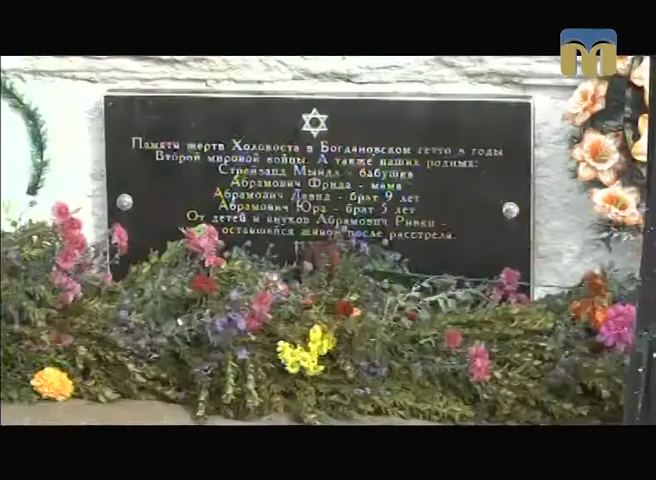 Памяти жертв Холокоста в Богдановском гетто в годы
Второй мировой войны. А также наших родных:
Стрензалд Мында - бабушка
Абрамович Фрида - мама
Абрамович Давид - брат 9 лет
Абрамович Юра - брат 5 лет
От детей и внуков Абрамович Ривки -
оставшейся живой после расстрела.